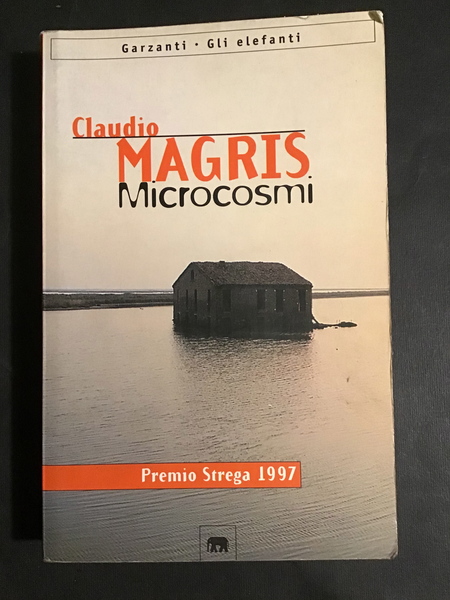 Garzanti · Gli elefanti
Claudio
MAGRIS
Microcosmi
Premio Strega 1997